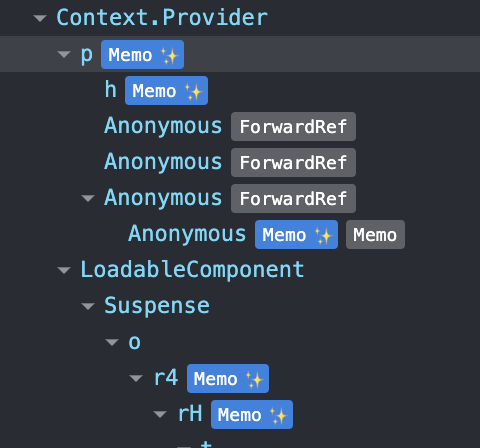 Context.Provider
p Memo ✨
h Memo ✨
Anonymous ForwardRef
Anonymous ForwardRef
Anonymous ForwardRef
Anonymous Memo ✨ Memo
LoadableComponent
Suspense
o
r4 Memo ✨
rH Memo ✨